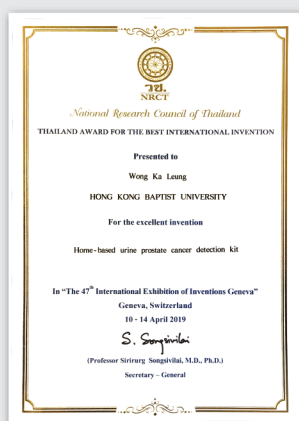 วช.
NRCT
National Research Council of Thailand
THAILAND AWARD FOR THE BEST INTERNATIONAL INVENTION
Presented to
Wong Ka Leung
HONG KONG BAPTIST UNIVERSITY
For the excellent invention
Home-based urine prostate cancer detection kit
In "The 47th International Exhibition of Inventions Geneva"
Geneva, Switzerland
10 - 14 April 2019
S. Songsivilai
(Professor Sirirurg Songsivilai, M.D., Ph.D.)
Secretary – General